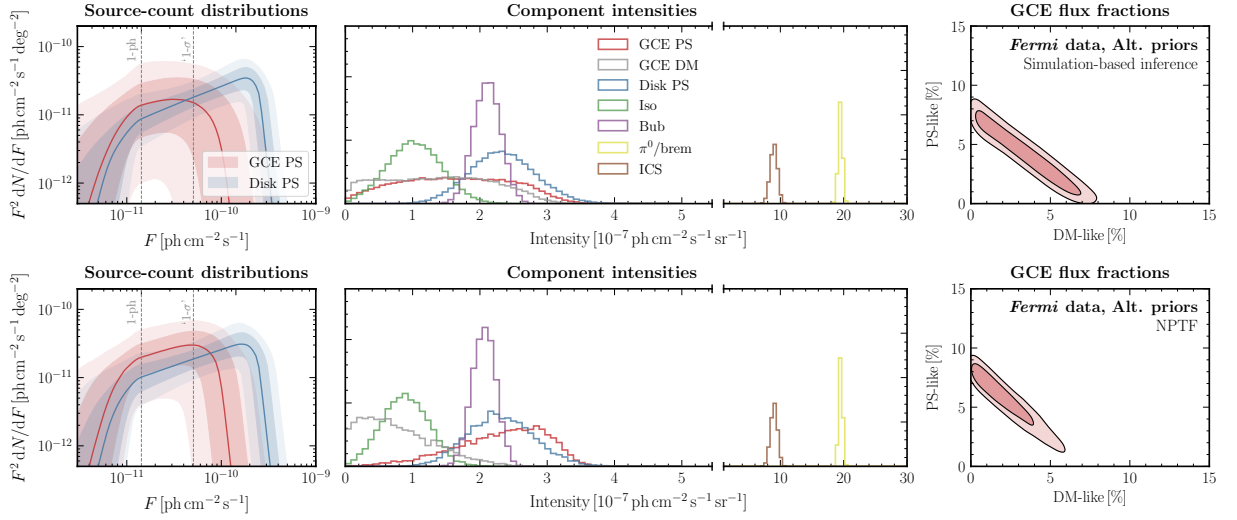 Source-count distributions
10⁻¹⁰
10⁻¹¹
10⁻¹²
F² dN/dF [ph cm⁻² s⁻¹ deg⁻²]
1-ph
'1-σ'
GCE PS
Disk PS
10⁻¹¹ 10⁻¹⁰ 10⁻⁹
F [ph cm⁻² s⁻¹]
Component intensities
GCE PS
GCE DM
Disk PS
Iso
Bub
π⁰/brem
ICS
0 1 2 3 4 5 10 20 30
Intensity [10⁻⁷ ph cm⁻² s⁻¹ sr⁻¹]
GCE flux fractions
Fermi data, Alt. priors
Simulation-based inference
15
10
5
0
PS-like [%]
0 5 10 15
DM-like [%]
Source-count distributions
10⁻¹⁰
10⁻¹¹
10⁻¹²
F² dN/dF [ph cm⁻² s⁻¹ deg⁻²]
1-ph
'1-σ'
10⁻¹¹ 10⁻¹⁰ 10⁻⁹
F [ph cm⁻² s⁻¹]
Component intensities
0 1 2 3 4 5 10 20 30
Intensity [10⁻⁷ ph cm⁻² s⁻¹ sr⁻¹]
GCE flux fractions
Fermi data, Alt. priors
NPTF
15
10
5
0
PS-like [%]
0 5 10 15
DM-like [%]